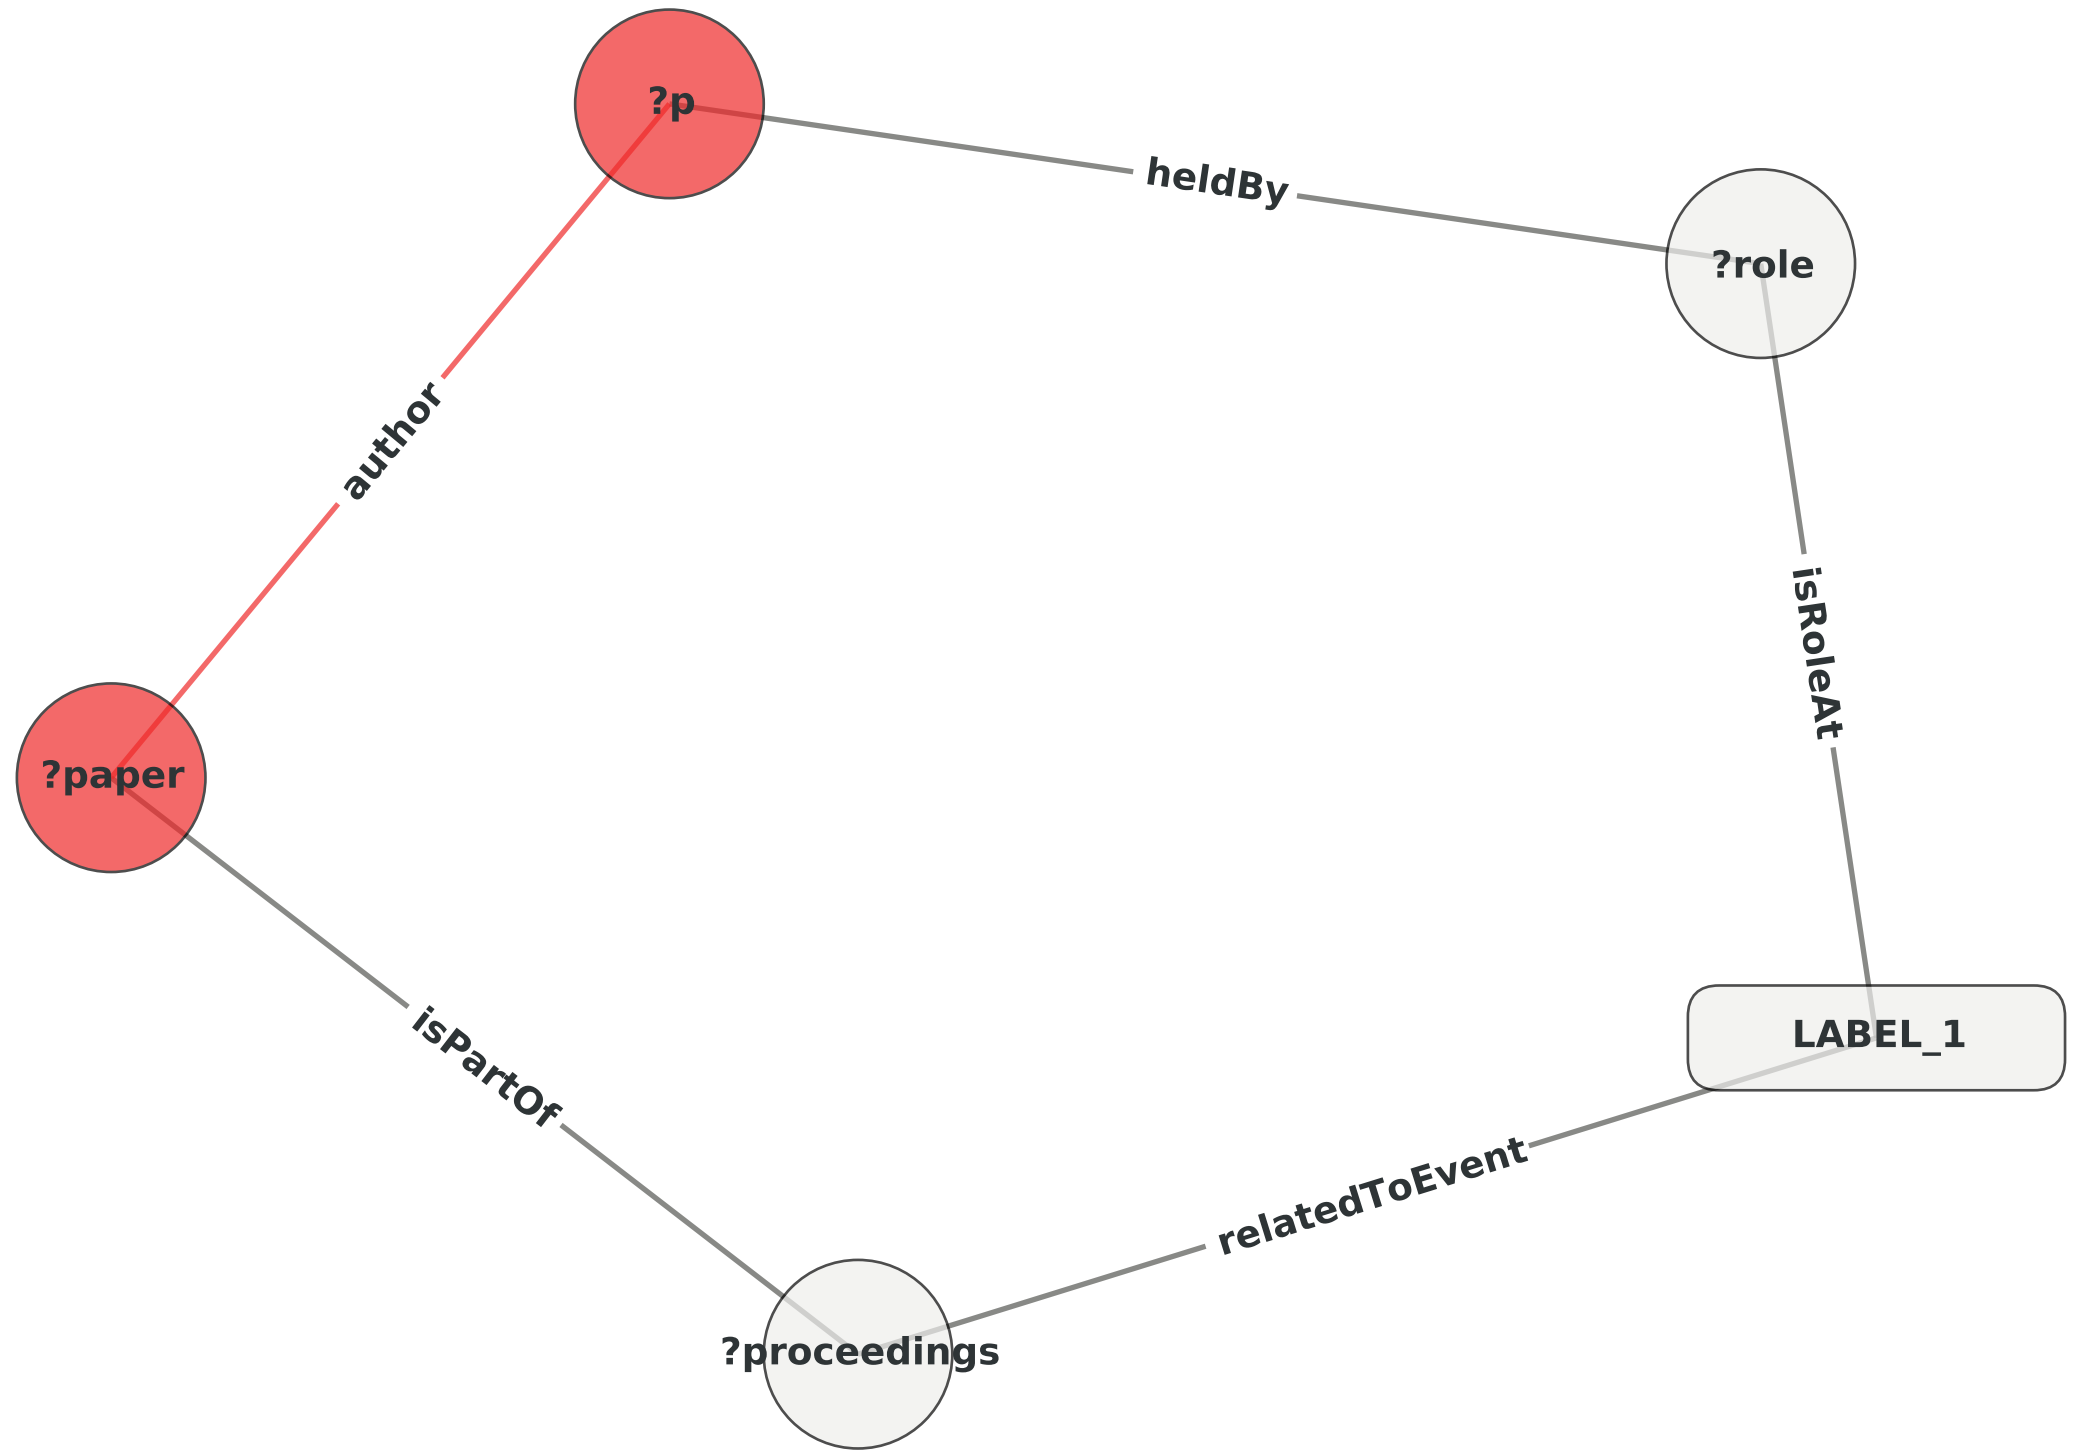 ?p
heldBy
?role
author
isRoleAt
?paper
isPartOf
LABEL_1
relatedToEvent
?proceedings